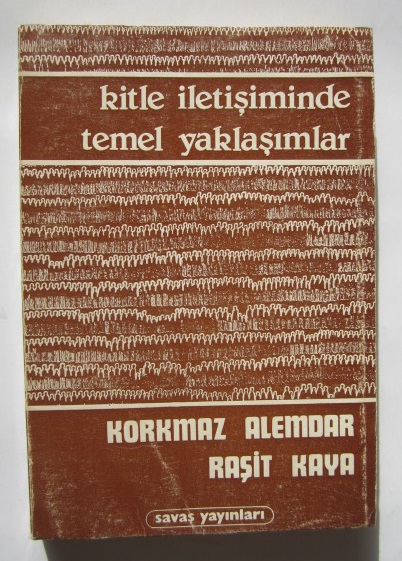 kitle iletişiminde
temel yaklaşımlar
KORKMAZ ALEMDAR
RAŞİT KAYA
savaş yayınları